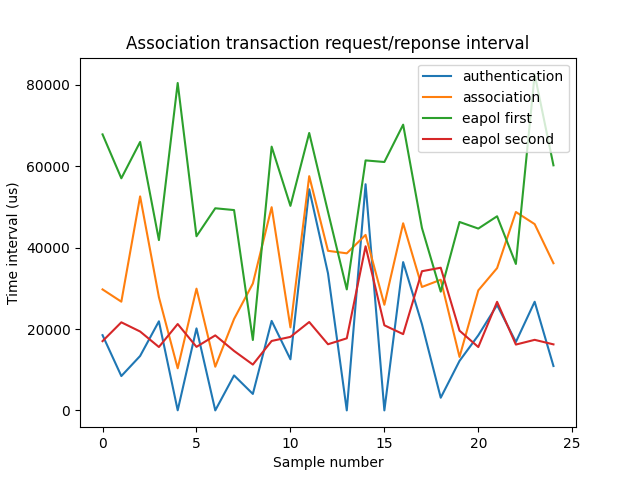 Association transaction request/reponse interval
authentication
association
eapol first
eapol second
Time interval (us)
80000
60000
40000
20000
0
0 5 10 15 20 25
Sample number